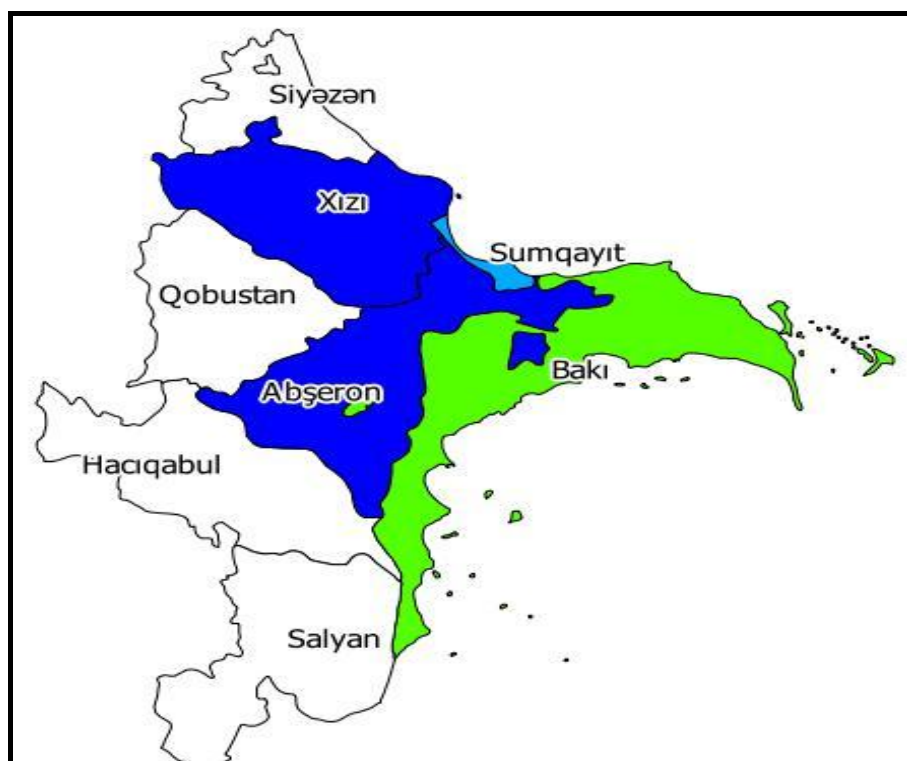 Siyəzən
Xızı
Sumqayıt
Qobustan
Bakı
Abşeron
Hacıqabul
Salyan